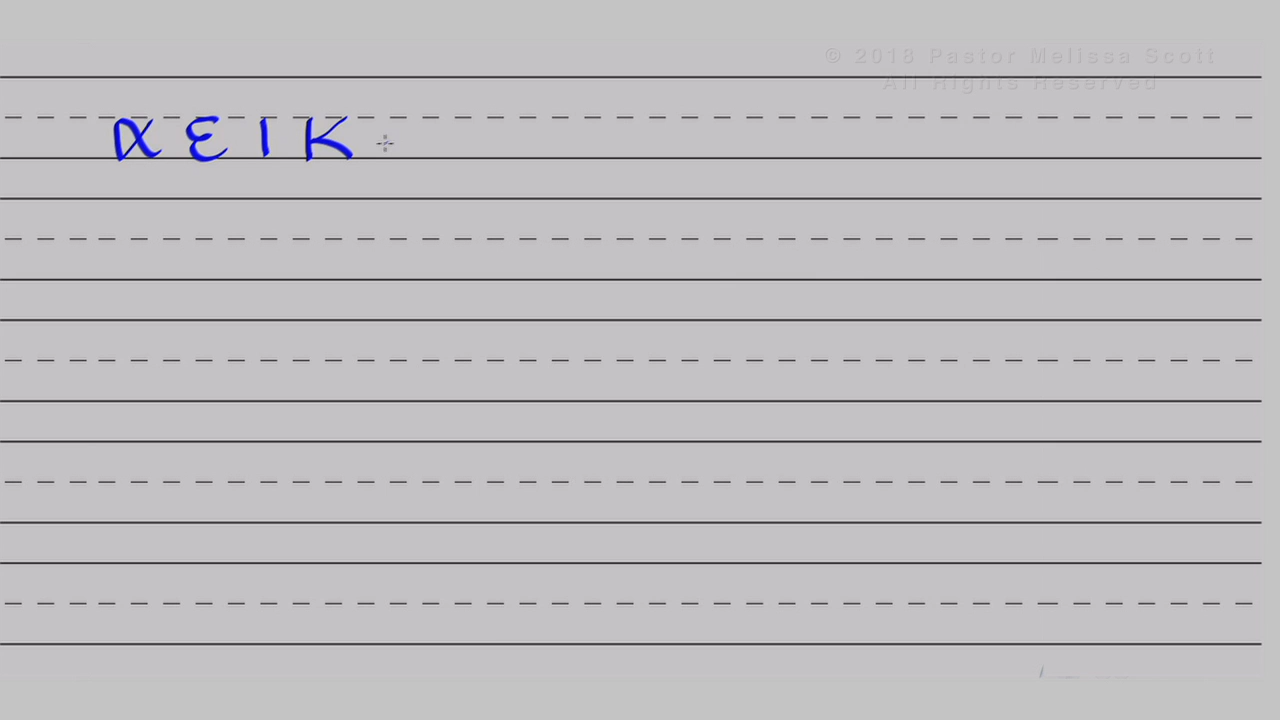 © 2018 Pastor Melissa Scott
All Rights Reserved
α ε ι κ